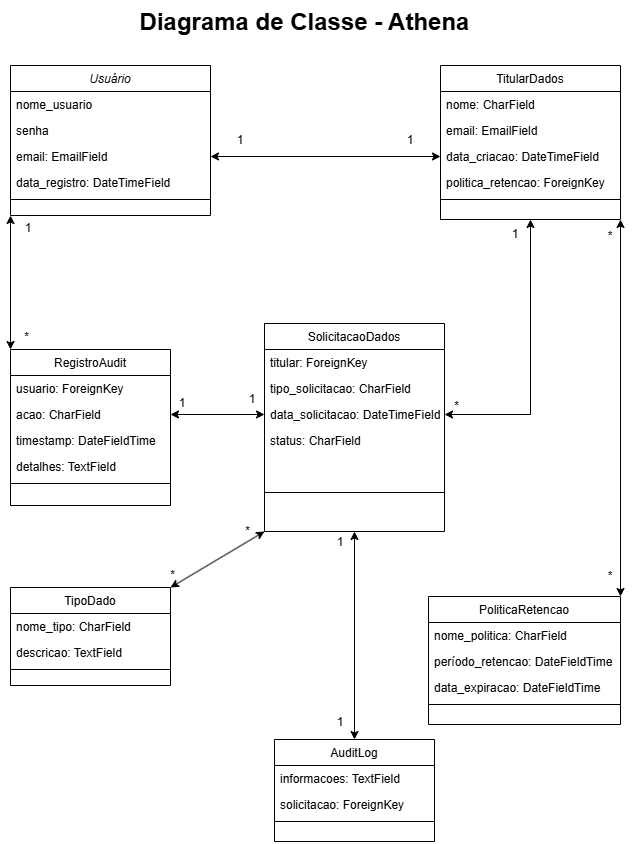 Diagrama de Classe - Athena
Usuário
nome_usuario
senha
email: EmailField
data_registro: DateTimeField
1
1
TitularDados
nome: CharField
email: EmailField
data_criacao: DateTimeField
politica_retencao: ForeignKey
1
1
*
*
RegistroAudit
usuario: ForeignKey
acao: CharField
timestamp: DateFieldTime
detalhes: TextField
1
1
SolicitacaoDados
titular: ForeignKey
tipo_solicitacao: CharField
data_solicitacao: DateTimeField
status: CharField
*
*
*
1
*
TipoDado
nome_tipo: CharField
descricao: TextField
PoliticaRetencao
nome_politica: CharField
período_retencao: DateFieldTime
data_expiracao: DateFieldTime
1
AuditLog
informacoes: TextField
solicitacao: ForeignKey